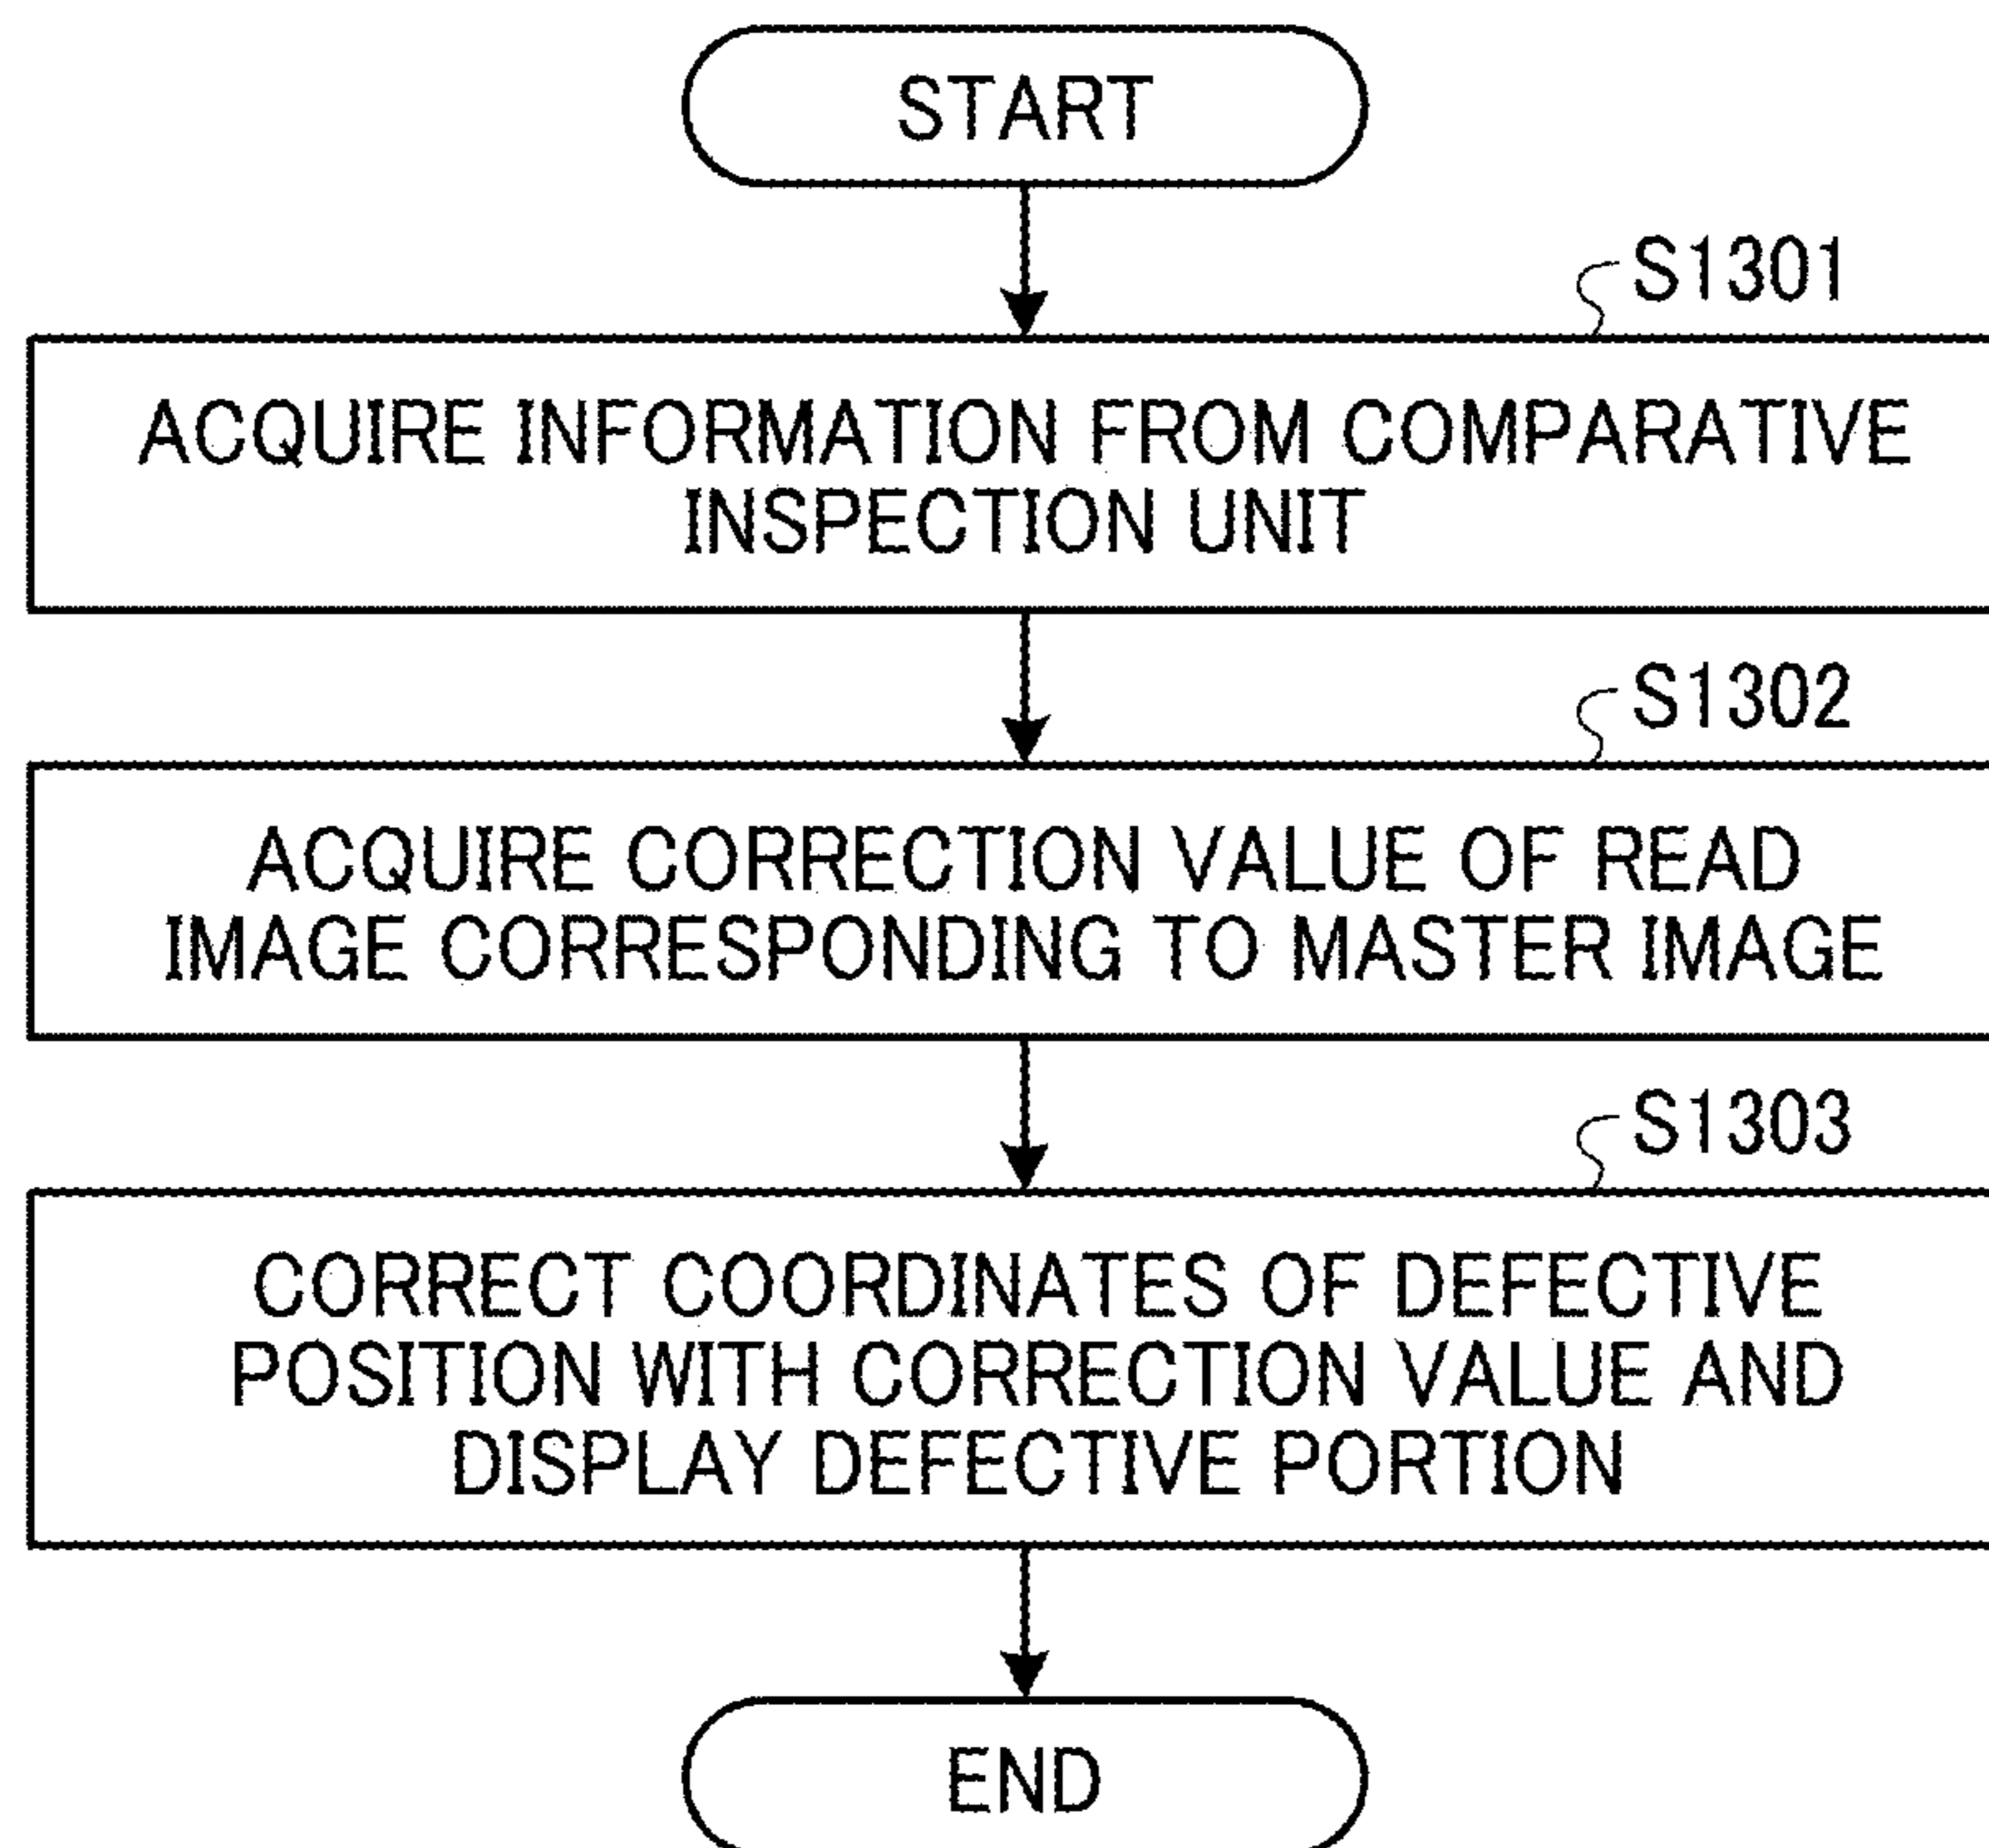 START
S1301
ACQUIRE INFORMATION FROM COMPARATIVE
INSPECTION UNIT
S1302
ACQUIRE CORRECTION VALUE OF READ
IMAGE CORRESPONDING TO MASTER IMAGE
S1303
CORRECT COORDINATES OF DEFECTIVE
POSITION WITH CORRECTION VALUE AND
DISPLAY DEFECTIVE PORTION
END